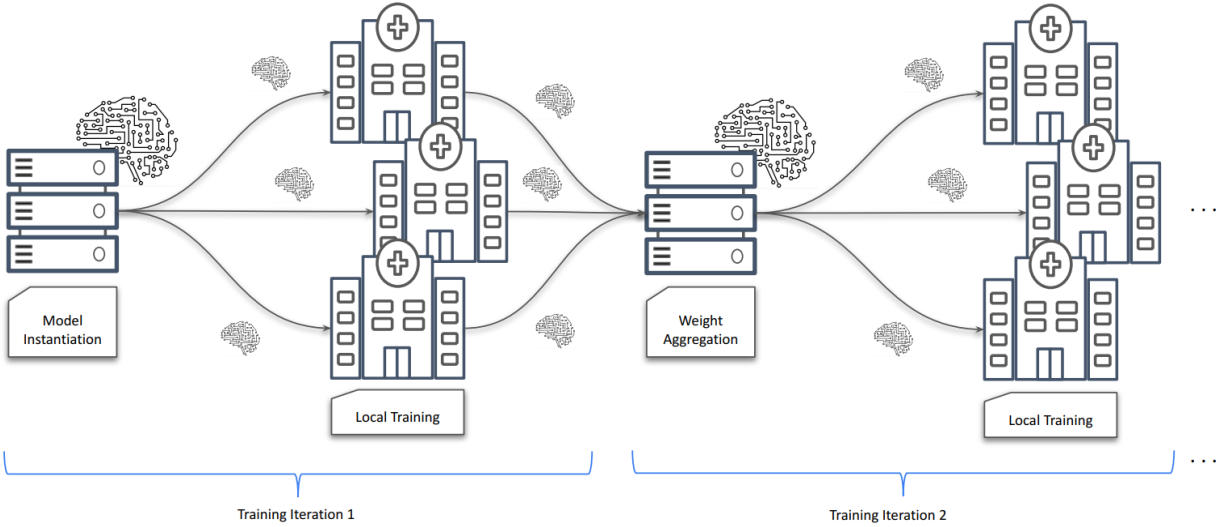 Model
Instantiation
Local Training
Weight
Aggregation
Local Training
. . .
. . .
Training Iteration 1
Training Iteration 2